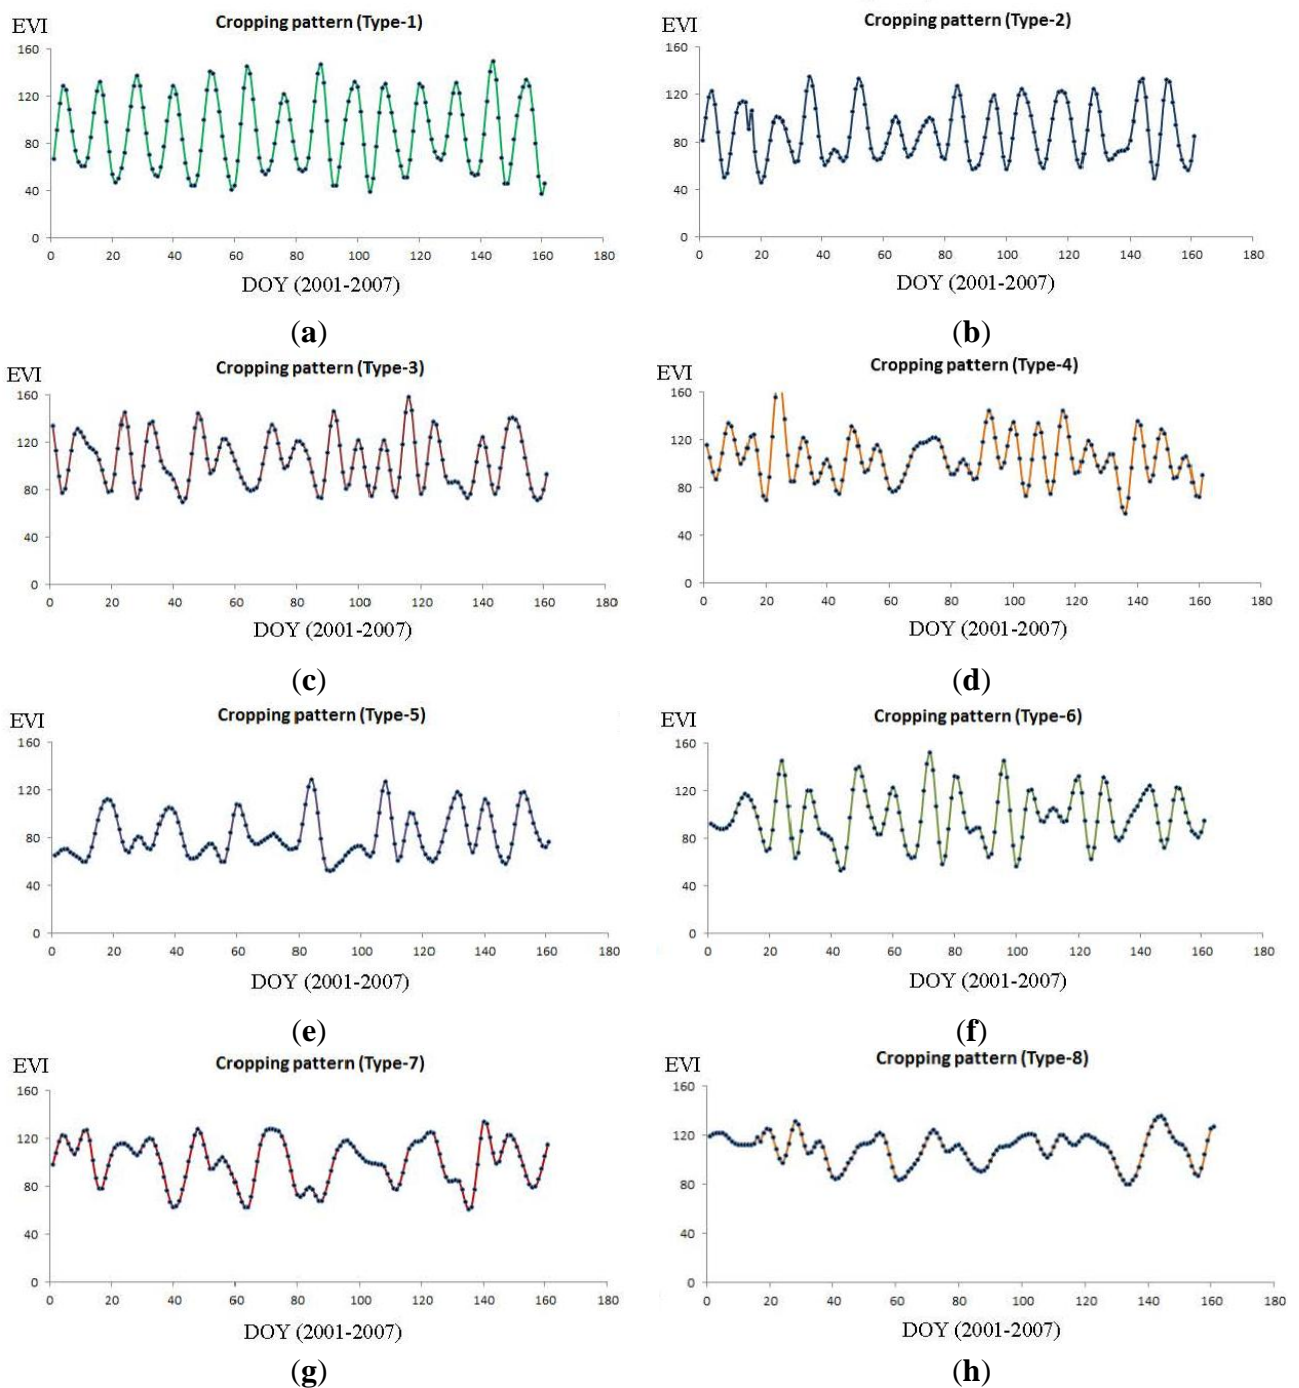 EVI Cropping pattern (Type-1)
160
120
80
40
0
0 20 40 60 80 100 120 140 160 180
DOY (2001-2007)
(a)
EVI Cropping pattern (Type-2)
160
120
80
40
0
0 20 40 60 80 100 120 140 160 180
DOY (2001-2007)
(b)
EVI Cropping pattern (Type-3)
160
120
80
40
0
0 20 40 60 80 100 120 140 160 180
DOY (2001-2007)
(c)
EVI Cropping pattern (Type-4)
160
120
80
40
0
0 20 40 60 80 100 120 140 160 180
DOY (2001-2007)
(d)
EVI Cropping pattern (Type-5)
160
120
80
40
0
0 20 40 60 80 100 120 140 160 180
DOY (2001-2007)
(e)
EVI Cropping pattern (Type-6)
160
120
80
40
0
0 20 40 60 80 100 120 140 160 180
DOY (2001-2007)
(f)
EVI Cropping pattern (Type-7)
160
120
80
40
0
0 20 40 60 80 100 120 140 160 180
DOY (2001-2007)
(g)
EVI Cropping pattern (Type-8)
160
120
80
40
0
0 20 40 60 80 100 120 140 160 180
DOY (2001-2007)
(h)